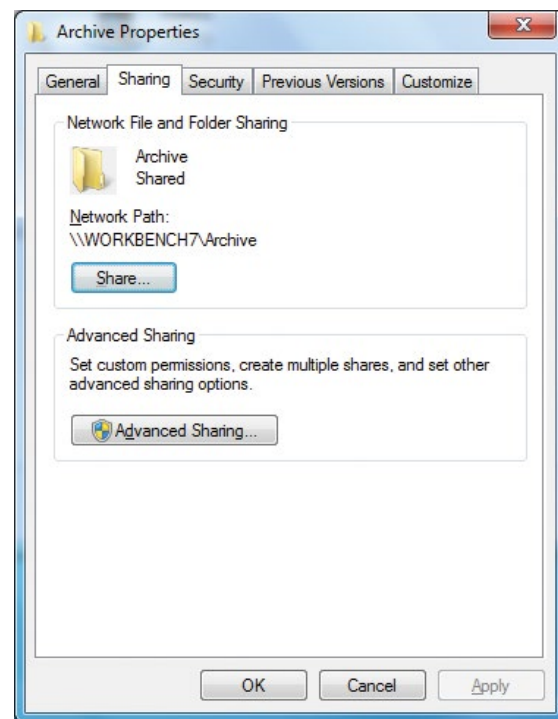 Archive Properties
General Sharing Security Previous Versions Customize
Network File and Folder Sharing
Archive
Shared
Network Path:
\\WORKBENCH7\Archive
Share...
Advanced Sharing
Set custom permissions, create multiple shares, and set other
advanced sharing options.
Advanced Sharing...
OK Cancel Apply